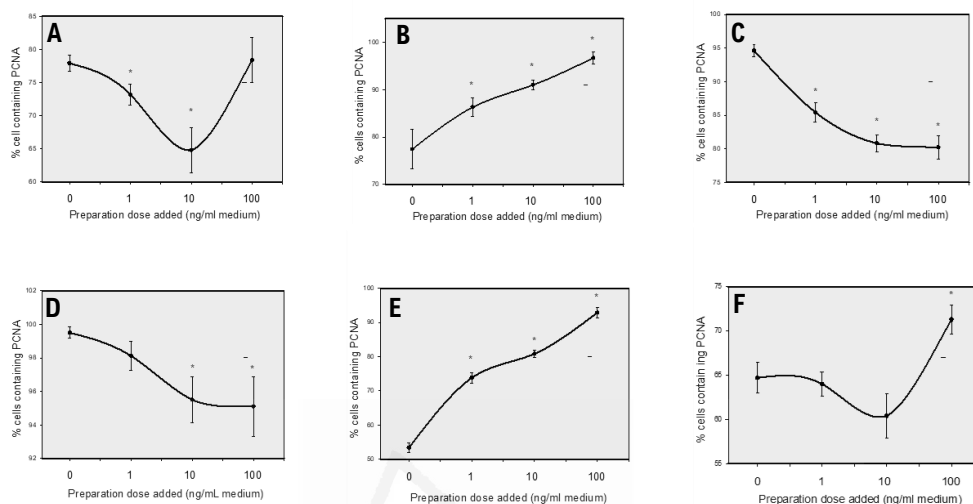 A
% cell containing PCNA
85
80
75
70
65
60
*
*
0 1 10 100
Preparation dose added (ng/ml medium)
B
% cells containing PCNA
100
90
80
70
*
*
*
0 1 10 100
Preparation dose added (ng/ml medium)
C
% cells containing PCNA
95
90
85
80
75
*
*
*
0 1 10 100
Preparation dose added (ng/ml medium)
D
% cells containing PCNA
102
100
98
96
94
92
*
*
0 1 10 100
Preparation dose added (ng/mL medium)
E
% cells containing PCNA
100
90
80
70
60
50
*
*
*
0 1 10 100
Preparation dose added (ng/ml medium)
F
% cells containing PCNA
75
70
65
60
55
*
0 1 10 100
Preparation dose added (ng/ml medium)